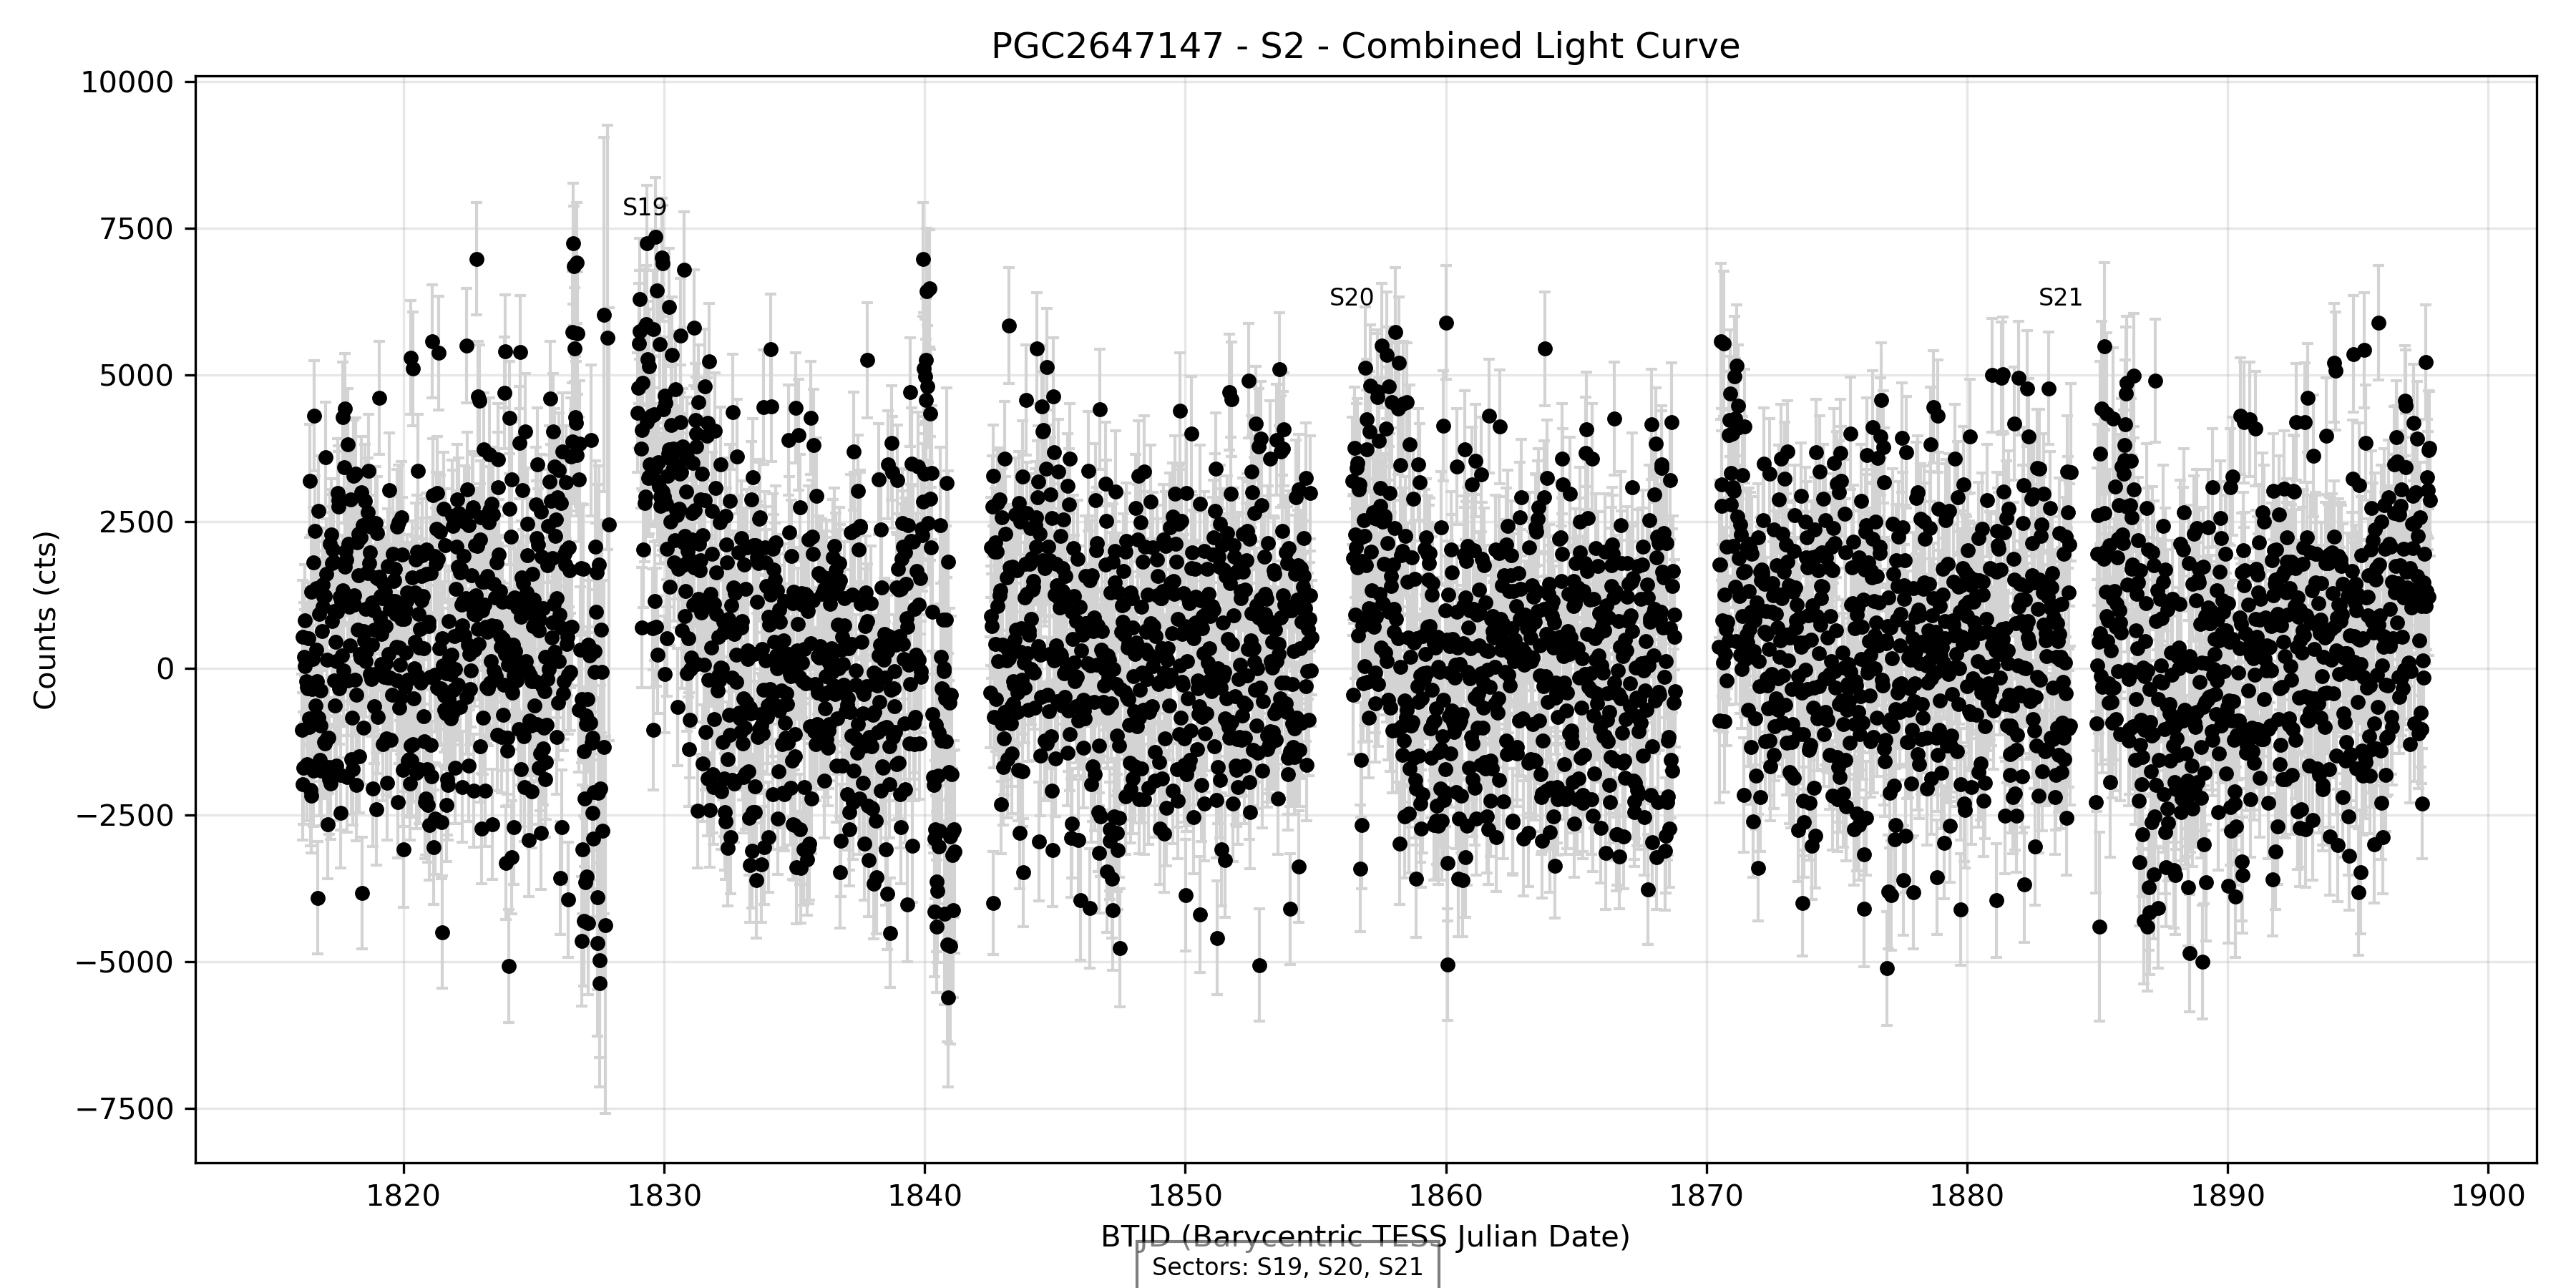 PGC2647147 - S2 - Combined Light Curve
Counts (cts)
10000
7500
5000
2500
0
−2500
−5000
−7500
S19
S20
S21
1820
1830
1840
1850
1860
1870
1880
1890
1900
BTJD (Barycentric TESS Julian Date)
Sectors: S19, S20, S21